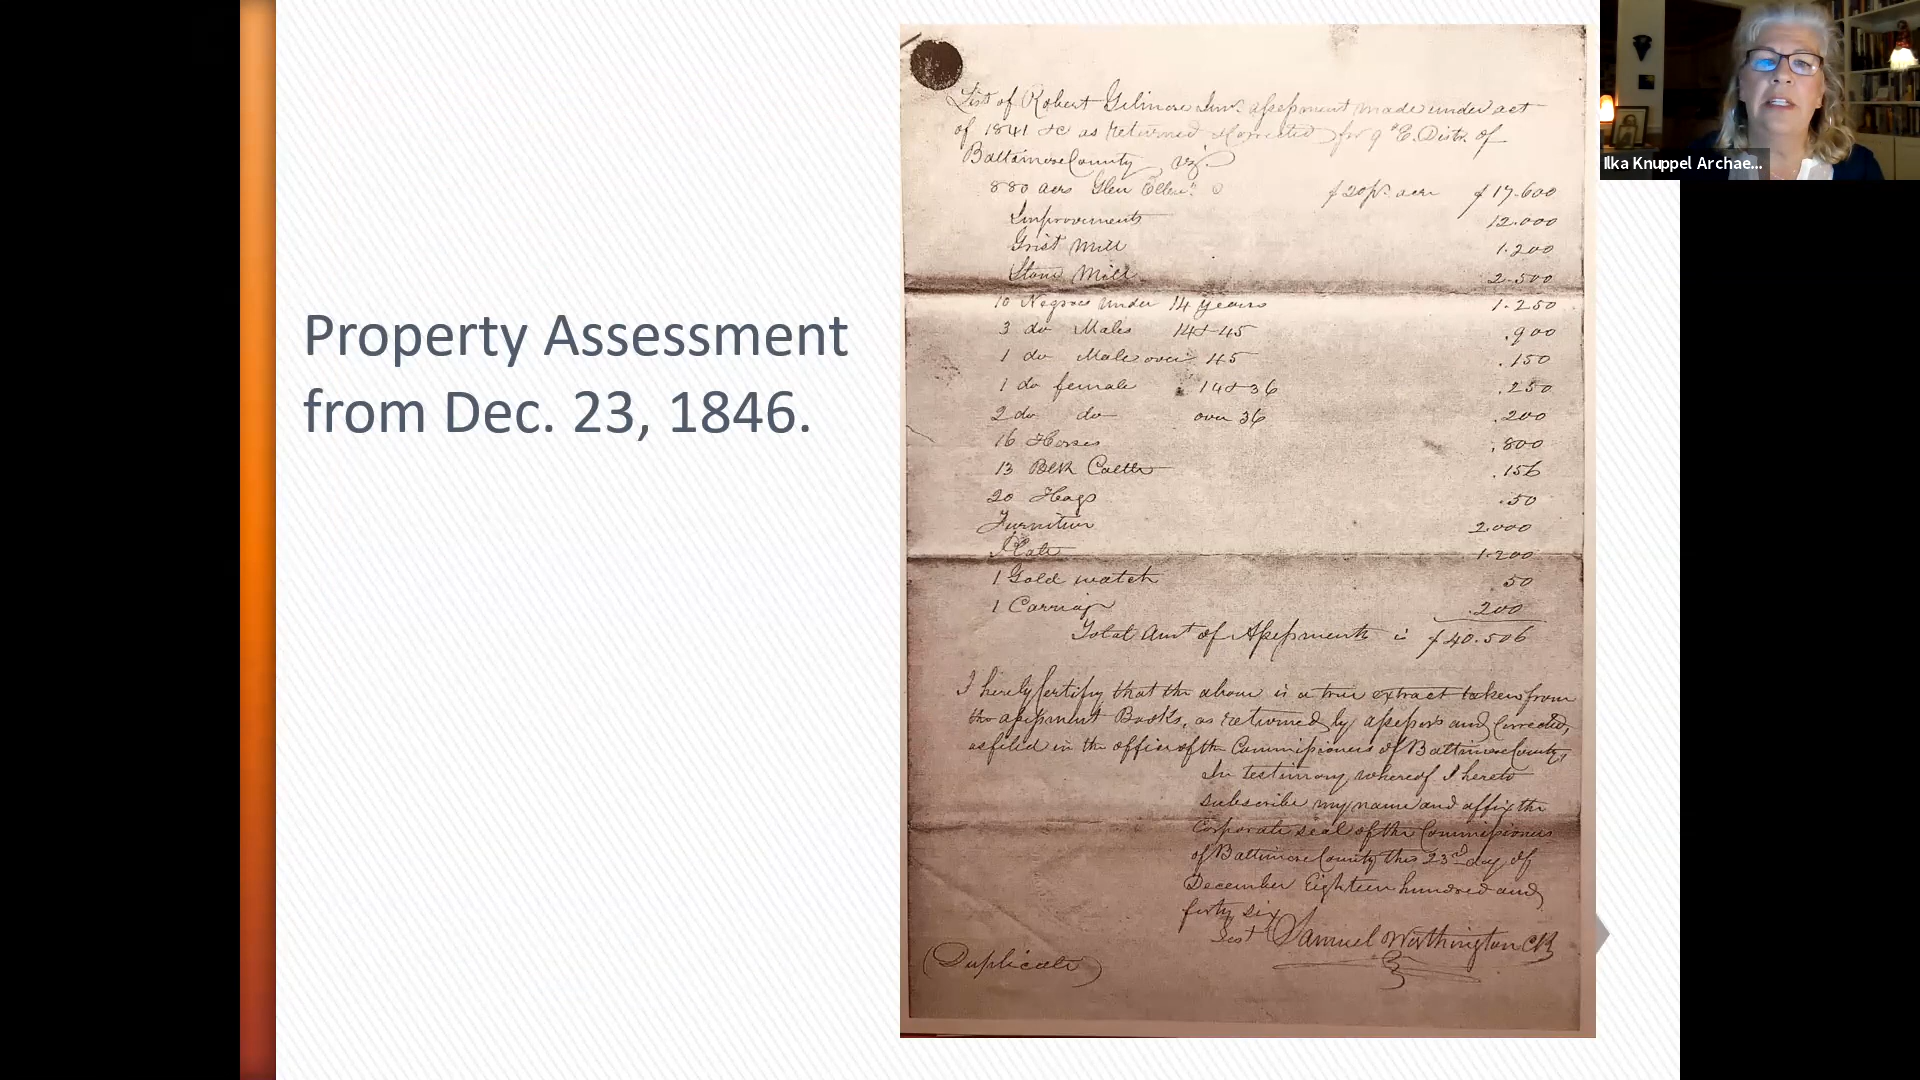 Property Assessment
from Dec. 23, 1846.
List of Robert Gilmore Junr. assessment made under act
of 1841 &c as returned & corrected for 9th E. Distr. of
Baltimore County viz.
880 acrs Glen Ellen $20 pr. acre $17.600
Improvements 12.000
Grist Mill 1.200
Stone Mill 2.500
10 Negroes under 14 years 1.250
3 do Males 14 & 45 .900
1 do Male over 45 .150
1 do female 14 & 36 .250
2 do do over 36 .200
16 Horses .800
13 Cattle .156
20 Hogs .50
Furniture 2.000
Plate 1.200
1 Gold watch 50
1 Carriage .200
Total Amt of Assessments is $40.506
I hereby certify that the above is a true extract taken from
the assessment Books, as returned by assessors and corrected,
as filed in the office of the Commissioners of Baltimore County,
In testimony whereof I hereto
subscribe my name and affix the
Corporate seal of the Commissioners
of Baltimore County this 23rd day of
December Eighteen hundred and
forty six
Test Samuel Worthington Clk
(Duplicate)
Ilka Knuppel Archae...